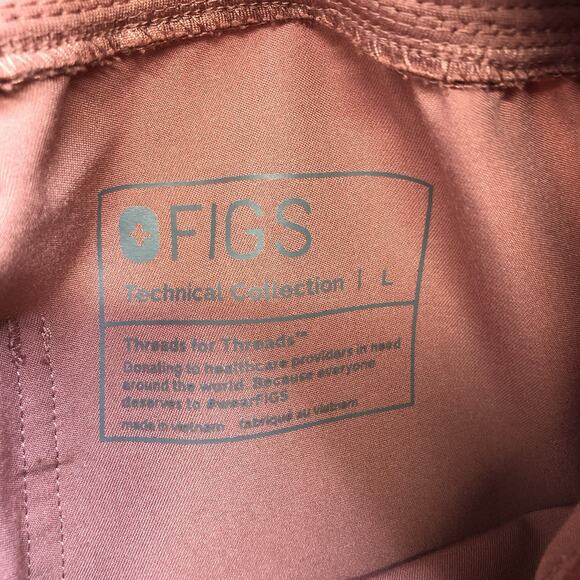 FIGS
Technical Collection | L
Threads for Threads™
Donating to healthcare providers in need
around the world. Because everyone
deserves to #wearFIGS
made in vietnam fabriqué au vietnam